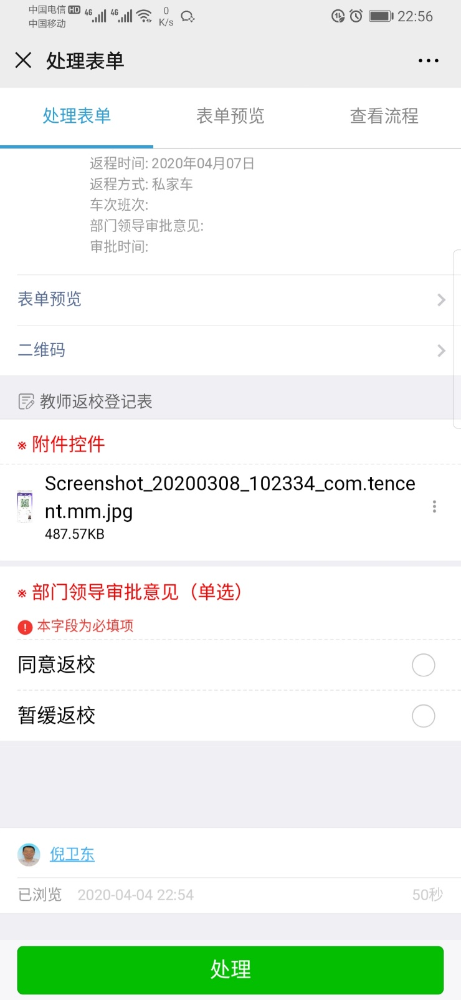 中国电信 HD 4G 4G 0 K/s 22:56
中国移动
处理表单
处理表单 表单预览 查看流程
返程时间: 2020年04月07日
返程方式: 私家车
车次班次:
部门领导审批意见:
审批时间:
表单预览
二维码
教师返校登记表
※ 附件控件
Screenshot_20200308_102334_com.tence
nt.mm.jpg
487.57KB
※ 部门领导审批意见（单选）
本字段为必填项
同意返校
暂缓返校
倪卫东
已浏览 2020-04-04 22:54 50秒
处理